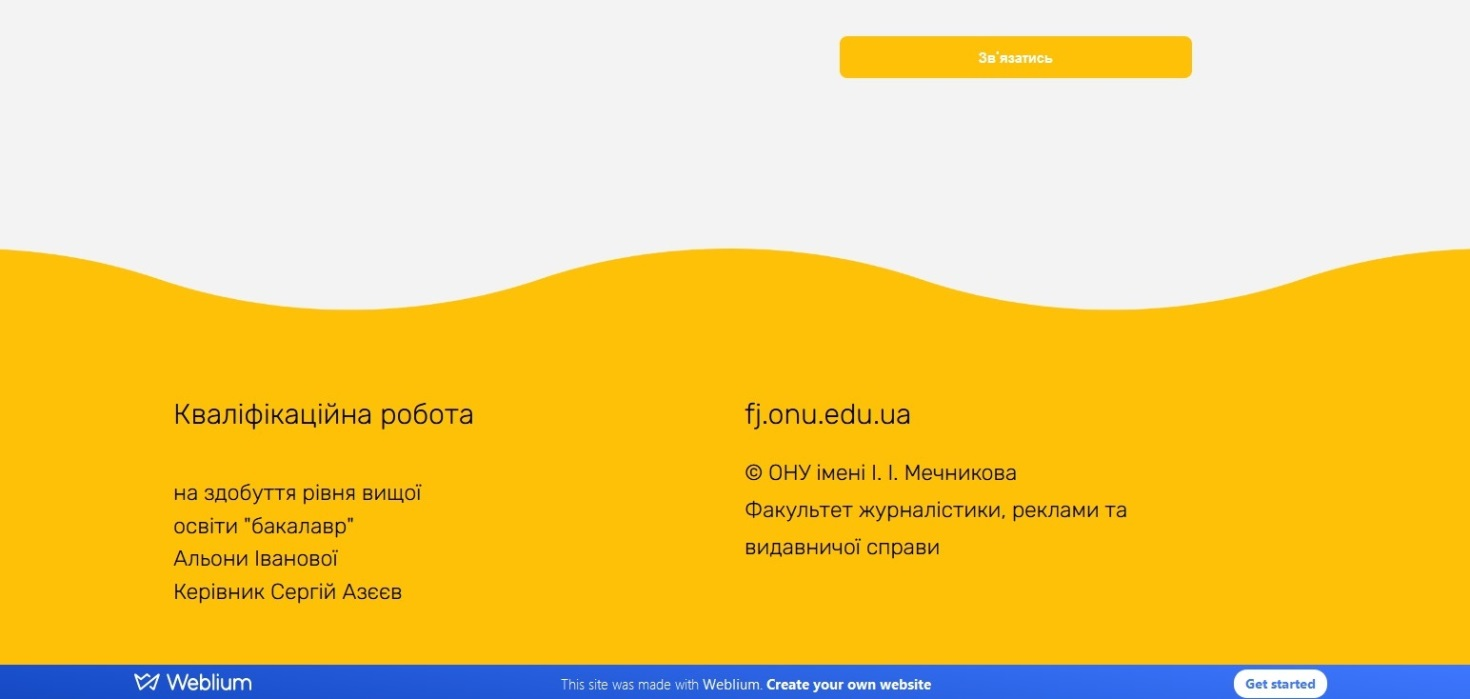 Зв'язатись
Кваліфікаційна робота
на здобуття рівня вищої
освіти "бакалавр"
Альони Іванової
Керівник Сергій Азєєв
fj.onu.edu.ua
© ОНУ імені І. І. Мечникова
Факультет журналістики, реклами та
видавничої справи
Weblium
This site was made with Weblium. Create your own website
Get started